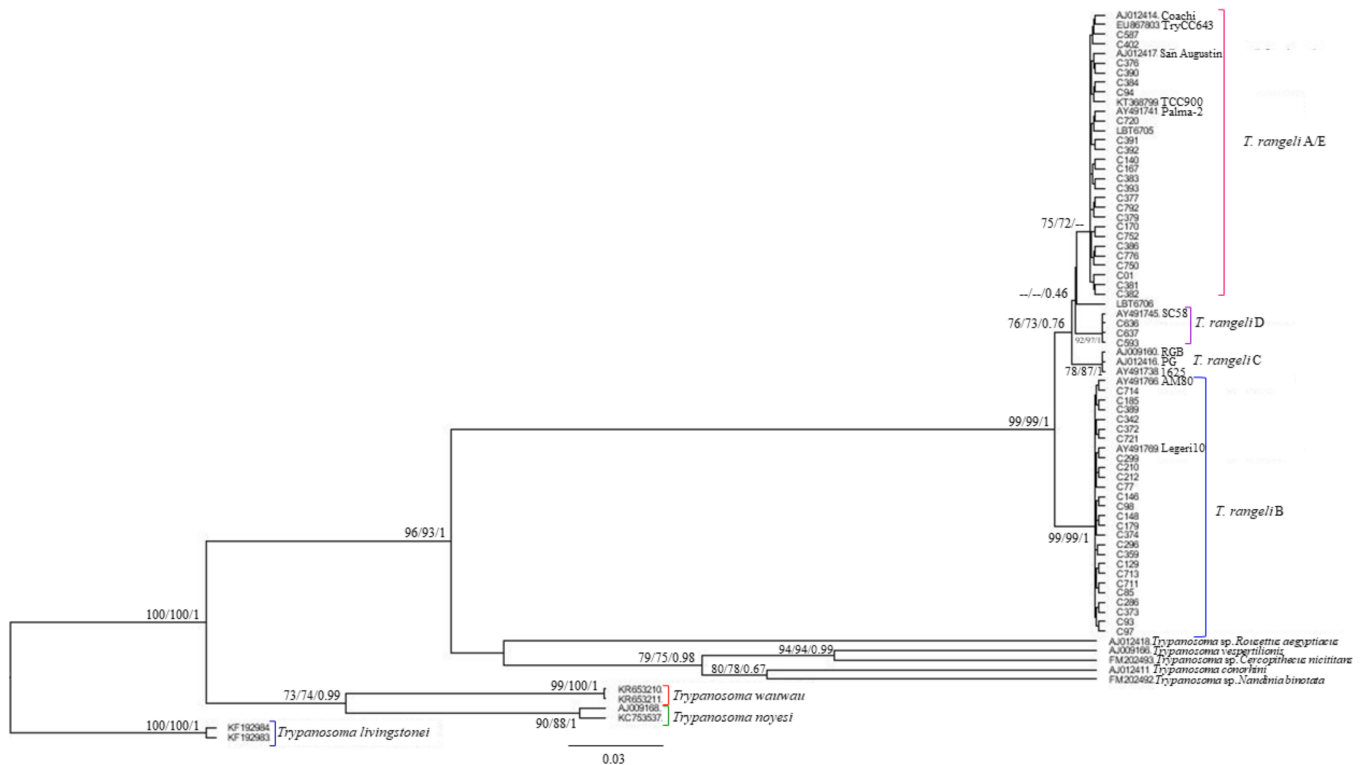 AJ012414. Coachi
EU867803 TryCC643
C587
C402
AJ012417. San Augustin
C376
C390
C384
C94
KT368799. TCC900
AY491741. Palma-2
C720
LBT6705
C391
C392
C140
C167
C383
C393
C377
C792
C379
C170
C752
C386
C776
C750
C01
C381
C382
T. rangeli A/E
75/72/--
--/--/0.46
76/73/0.76
LBT6706
AY491745. SC58
C636
C637
C593
T. rangeli D
92/97/1
AJ009160. RGB
AJ012416. PG
AY491738. 1625
T. rangeli C
78/87/1
AY491766. AM80
C714
C185
C389
C342
C372
C721
AY491769. Legeri10
C299
C210
C212
C77
C146
C98
C148
C179
C374
C296
C359
C129
C713
C711
C85
C286
C373
C93
C97
T. rangeli B
99/99/1
99/99/1
96/93/1
100/100/1
AJ012418. Trypanosoma sp. Rousettus aegyptiacus
AJ009166. Trypanosoma vespertilionis
FM202493. Trypanosoma sp. Cercopithecus nicititans
AJ012411 Trypanosoma conorhini
FM202492. Trypanosoma sp. Nandinia binotata
94/94/0.99
79/75/0.98
80/78/0.67
73/74/0.99
99/100/1
KR653210.
KR653211.
Trypanosoma wauwau
AJ009168.
KC753537.
Trypanosoma noyesi
90/88/1
100/100/1
KF192984
KF192983
Trypanosoma livingstonei
0.03